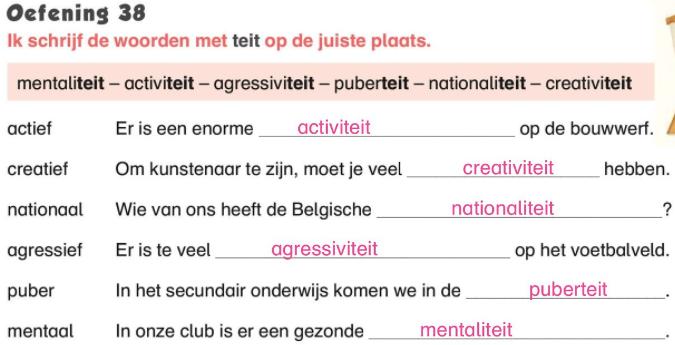 Oefening 38
Ik schrijf de woorden met teit op de juiste plaats.
mentaliteit – activiteit – agressiviteit – puberteit – nationaliteit – creativiteit
actief Er is een enorme activiteit op de bouwwerf.
creatief Om kunstenaar te zijn, moet je veel creativiteit hebben.
nationaal Wie van ons heeft de Belgische nationaliteit ?
agressief Er is te veel agressiviteit op het voetbalveld.
puber In het secundair onderwijs komen we in de puberteit .
mentaal In onze club is er een gezonde mentaliteit .